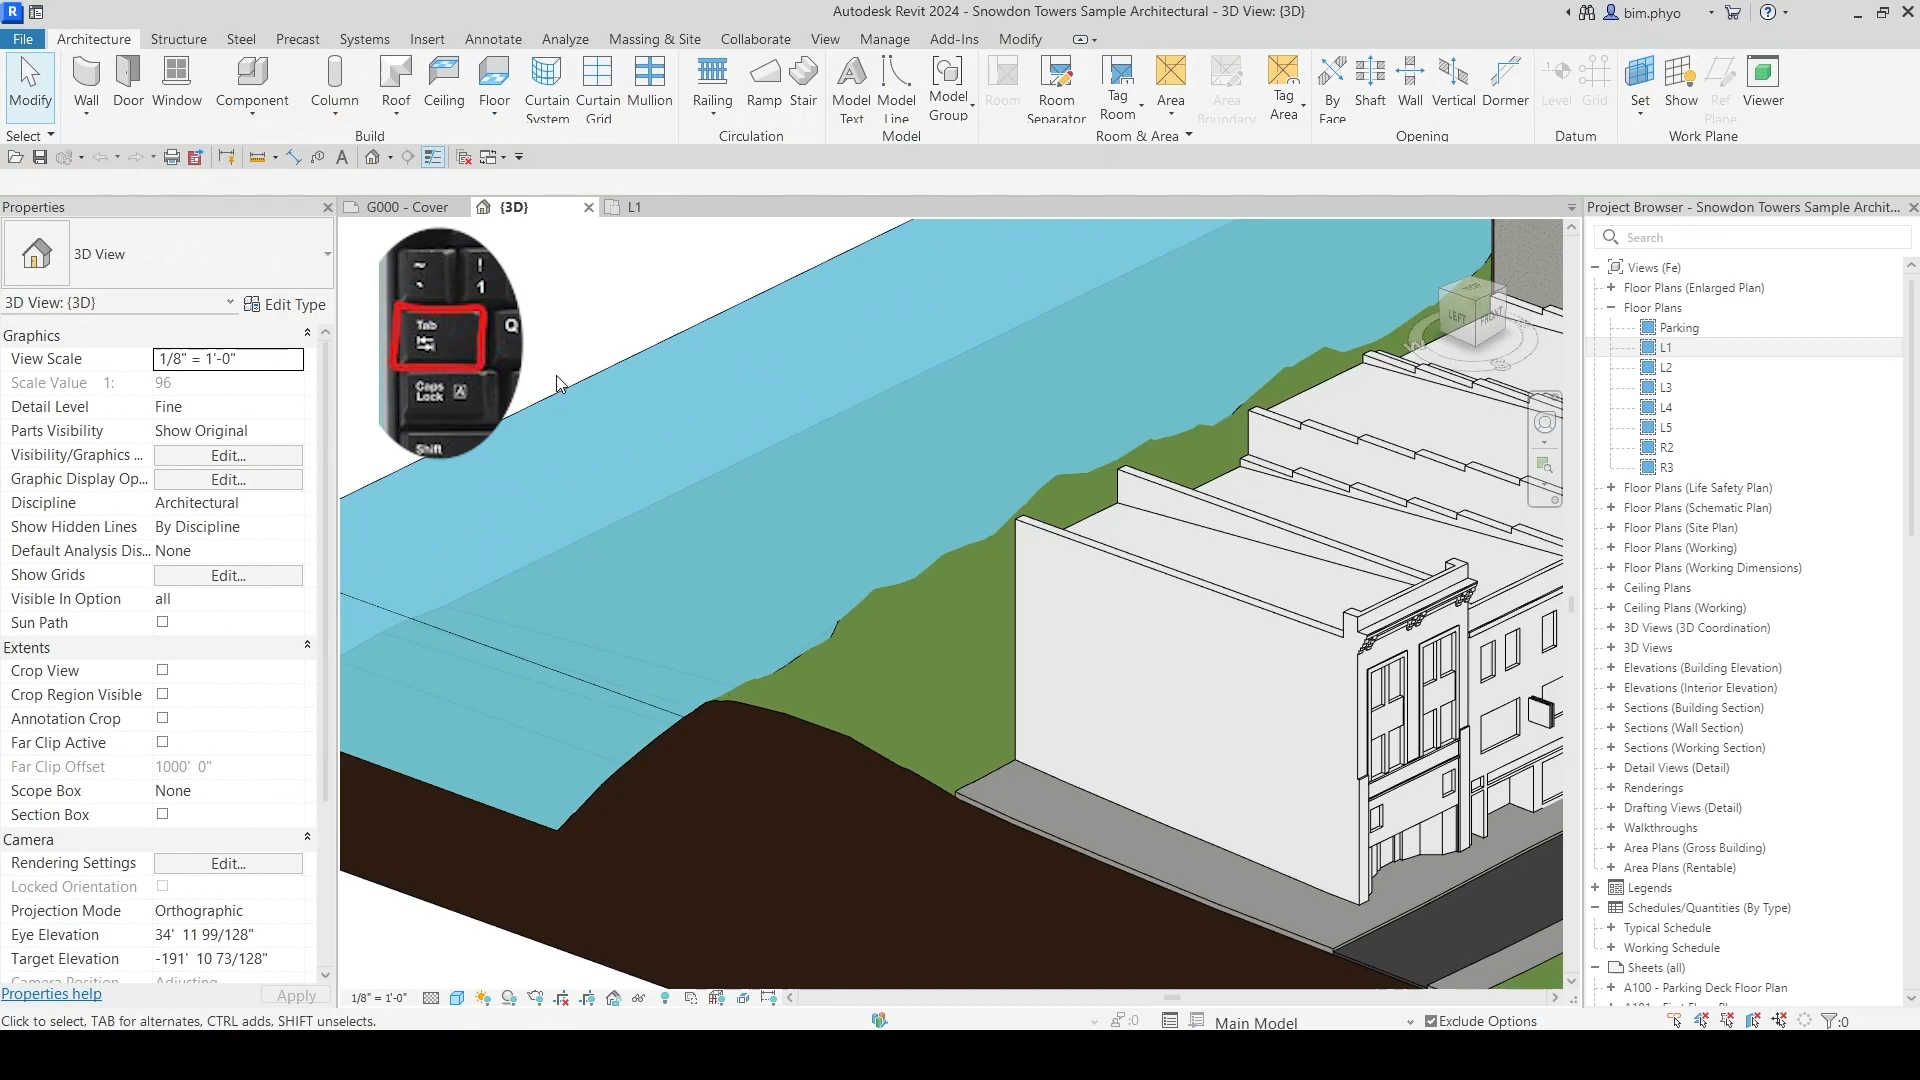 Autodesk Revit 2024 - Snowdon Towers Sample Architectural - 3D View: {3D}
bim.phyo
File Architecture Structure Steel Precast Systems Insert Annotate Analyze Massing & Site Collaborate View Manage Add-Ins Modify
Modify Wall Door Window Component Column Roof Ceiling Floor Curtain System Curtain Grid Mullion Railing Ramp Stair Model Text Model Line Model Group Room Room Separator Tag Room Area Area Boundary Tag Area By Face Shaft Wall Vertical Dormer Level Grid Set Show Ref Plane Viewer
Select Build Circulation Model Room & Area Opening Datum Work Plane
Properties
G000 - Cover
{3D}
L1
Project Browser - Snowdon Towers Sample Archit...
3D View
3D View: {3D}
Edit Type
Graphics
View Scale 1/8" = 1'-0"
Scale Value 1: 96
Detail Level Fine
Parts Visibility Show Original
Visibility/Graphics ... Edit...
Graphic Display Op... Edit...
Discipline Architectural
Show Hidden Lines By Discipline
Default Analysis Dis... None
Show Grids Edit...
Visible In Option all
Sun Path
Extents
Crop View
Crop Region Visible
Annotation Crop
Far Clip Active
Far Clip Offset 1000' 0"
Scope Box None
Section Box
Camera
Rendering Settings Edit...
Locked Orientation
Projection Mode Orthographic
Eye Elevation 34' 11 99/128"
Target Elevation -191' 10 73/128"
Camera Position Adjusting
Properties help
Apply
~ !
1
Tab
Q
Caps Lock A
Shift
TOP
LEFT
FRONT
Search
Views (Fe)
Floor Plans (Enlarged Plan)
Floor Plans
Parking
L1
L2
L3
L4
L5
R2
R3
Floor Plans (Life Safety Plan)
Floor Plans (Schematic Plan)
Floor Plans (Site Plan)
Floor Plans (Working)
Floor Plans (Working Dimensions)
Ceiling Plans
Ceiling Plans (Working)
3D Views (3D Coordination)
3D Views
Elevations (Building Elevation)
Elevations (Interior Elevation)
Sections (Building Section)
Sections (Wall Section)
Sections (Working Section)
Detail Views (Detail)
Renderings
Drafting Views (Detail)
Walkthroughs
Area Plans (Gross Building)
Area Plans (Rentable)
Legends
Schedules/Quantities (By Type)
Typical Schedule
Working Schedule
Sheets (all)
A100 - Parking Deck Floor Plan
1/8" = 1'-0"
Click to select, TAB for alternates, CTRL adds, SHIFT unselects.
:0
Main Model
Exclude Options
:0